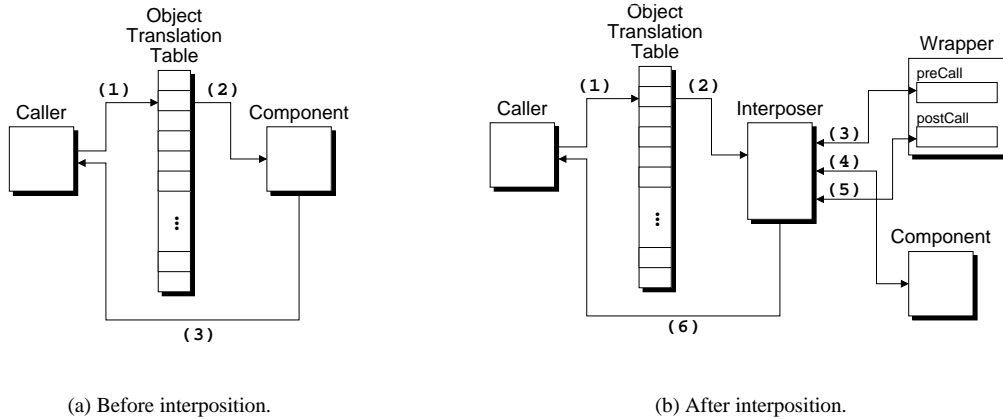 Object
Translation
Table
(1)
(2)
Caller
Component
...
(3)
(a) Before interposition.
Object
Translation
Table
Wrapper
preCall
(1)
(2)
Caller
Interposer
postCall
(3)
(4)
(5)
Component
...
(6)
(b) After interposition.